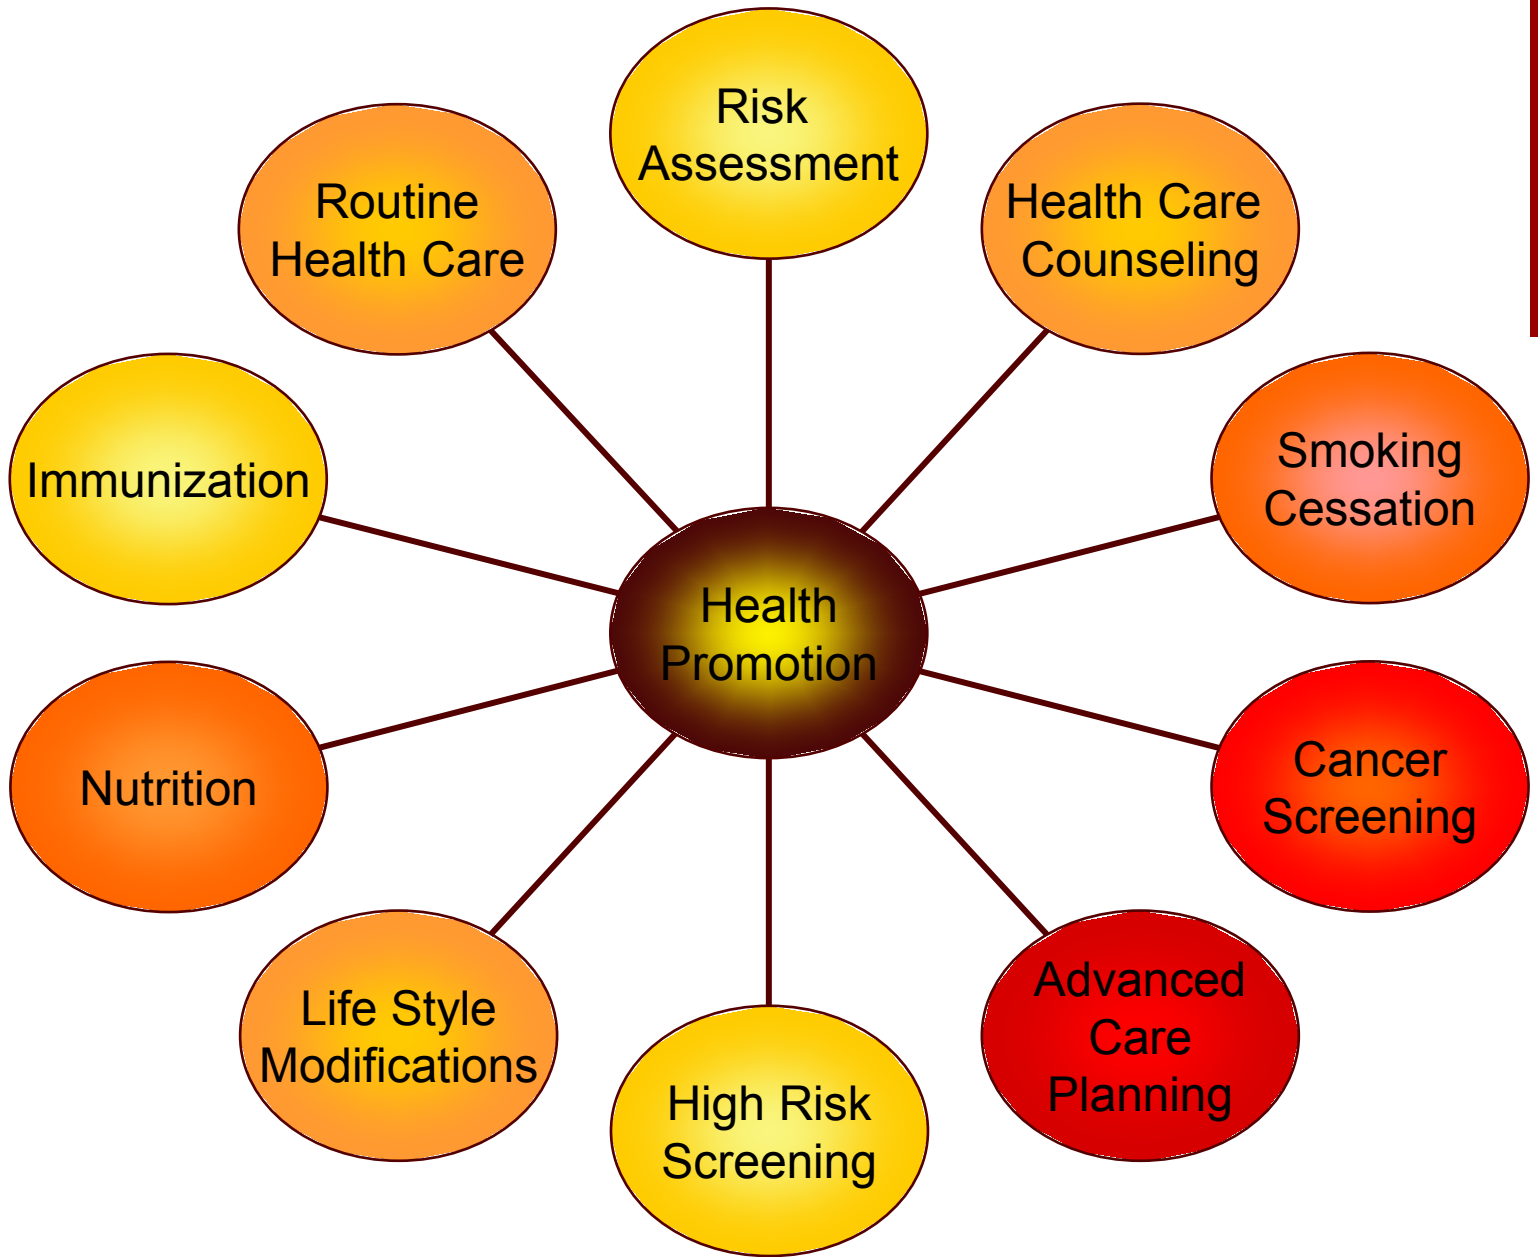 Risk
Assessment
Routine
Health Care
Health Care
Counseling
Immunization
Smoking
Cessation
Health
Promotion
Nutrition
Cancer
Screening
Life Style
Modifications
Advanced
Care
Planning
High Risk
Screening